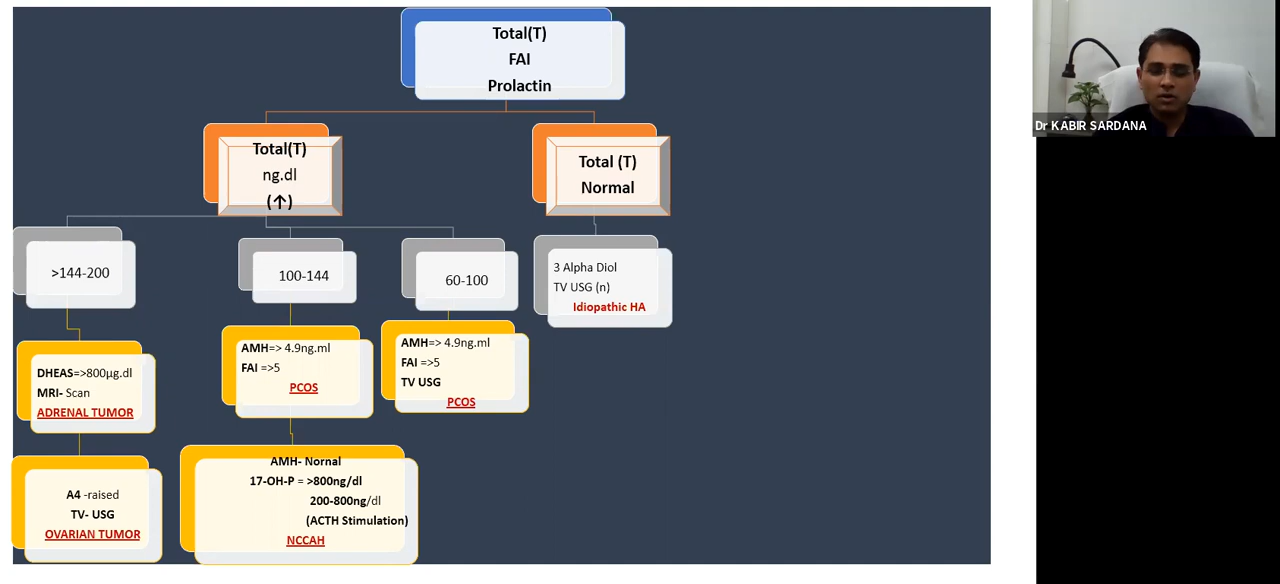 Total(T)
FAI
Prolactin
Dr KABIR SARDANA
Total(T)
ng.dl
(↑)
Total (T)
Normal
>144-200
100-144
60-100
3 Alpha Diol
TV USG (n)
Idiopathic HA
DHEAS=>800µg.dl
MRI- Scan
ADRENAL TUMOR
AMH=> 4.9ng.ml
FAI =>5
PCOS
AMH=> 4.9ng.ml
FAI =>5
TV USG
PCOS
A4 -raised
TV- USG
OVARIAN TUMOR
AMH- Nornal
17-OH-P = >800ng/dl
200-800ng/dl
(ACTH Stimulation)
NCCAH